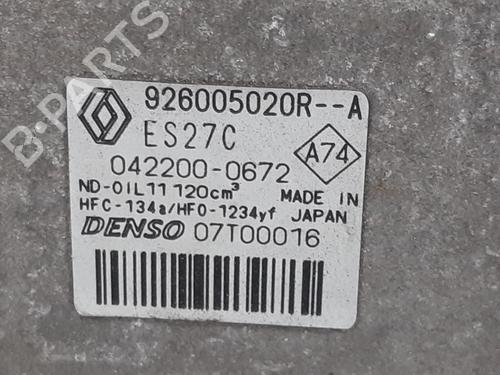 B-PARTS
926005020R--A
ES27C
A74
042200-0672
ND-OIL11 120cm³ MADE IN
HFC-134a/HFO-1234yf JAPAN
DENSO 07T00016